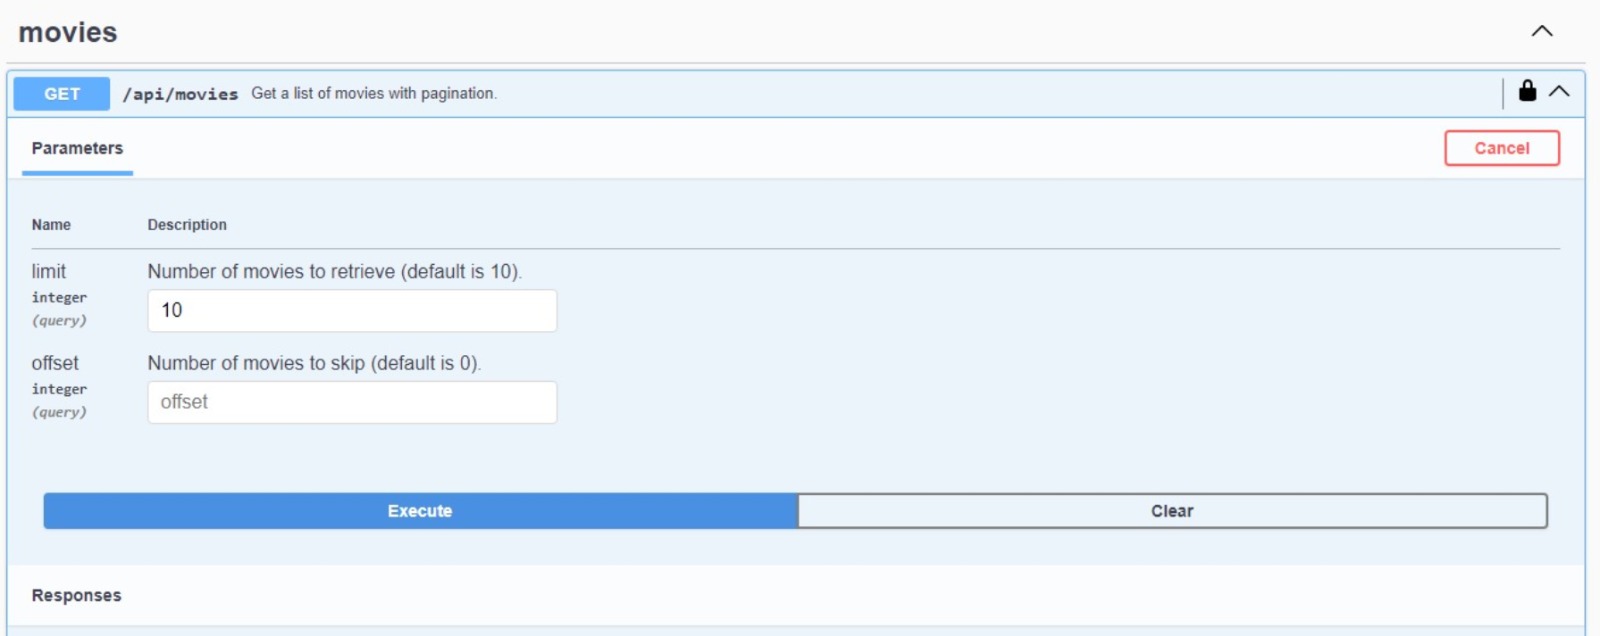 movies
GET /api/movies Get a list of movies with pagination.
Parameters Cancel
Name Description
limit Number of movies to retrieve (default is 10).
integer
10
(query)
offset Number of movies to skip (default is 0).
integer
offset
(query)
Execute Clear
Responses